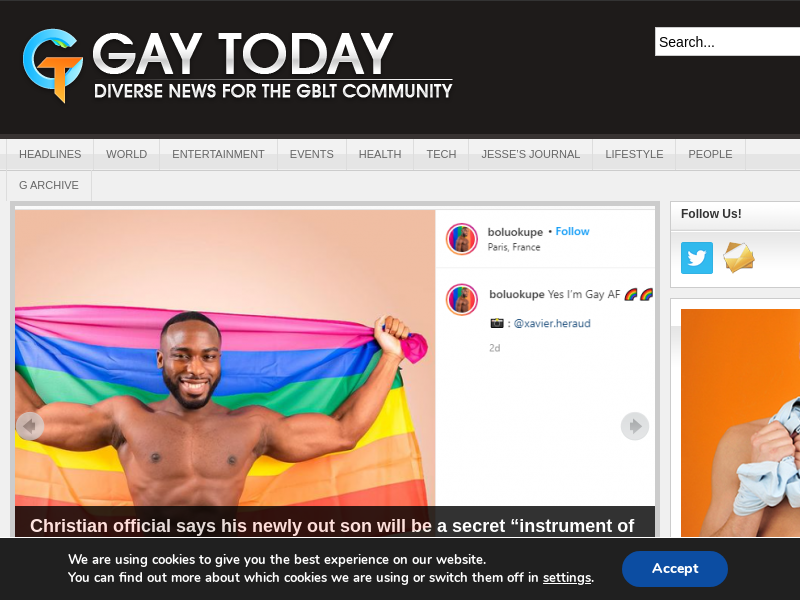 GAY TODAY
DIVERSE NEWS FOR THE GBLT COMMUNITY
Search...
HEADLINES WORLD ENTERTAINMENT EVENTS HEALTH TECH JESSE'S JOURNAL LIFESTYLE PEOPLE
G ARCHIVE
boluokupe • Follow
Paris, France
boluokupe Yes I'm Gay AF 🌈🌈
📸 : @xavier.heraud
2d
Follow Us!
Christian official says his newly out son will be a secret “instrument of
We are using cookies to give you the best experience on our website.
You can find out more about which cookies we are using or switch them off in settings.
Accept